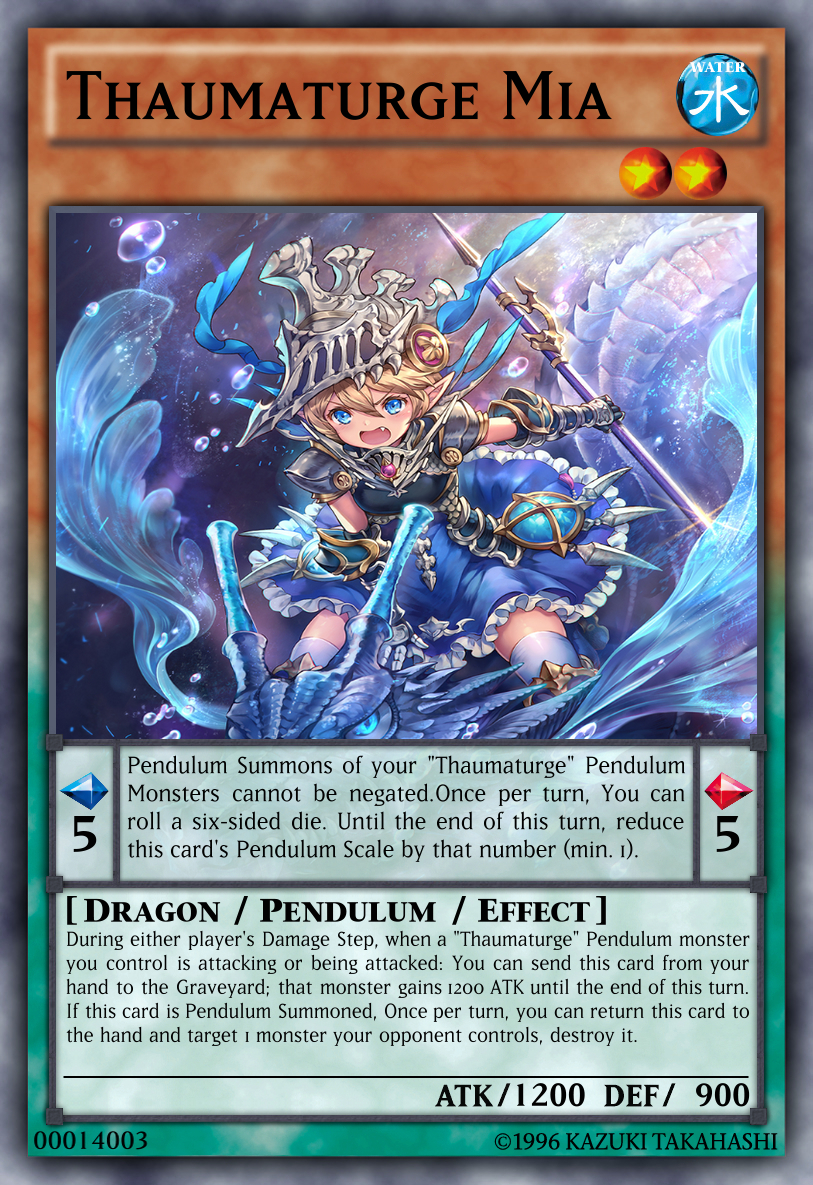 Thaumaturge Mia
WATER
水
Pendulum Summons of your "Thaumaturge" Pendulum
Monsters cannot be negated.Once per turn, You can
roll a six-sided die. Until the end of this turn, reduce
this card's Pendulum Scale by that number (min. 1).
5
5
[ Dragon / Pendulum / Effect ]
During either player's Damage Step, when a "Thaumaturge" Pendulum monster
you control is attacking or being attacked: You can send this card from your
hand to the Graveyard; that monster gains 1200 ATK until the end of this turn.
If this card is Pendulum Summoned, Once per turn, you can return this card to
the hand and target 1 monster your opponent controls, destroy it.
ATK/1200 DEF/ 900
00014003
©1996 KAZUKI TAKAHASHI